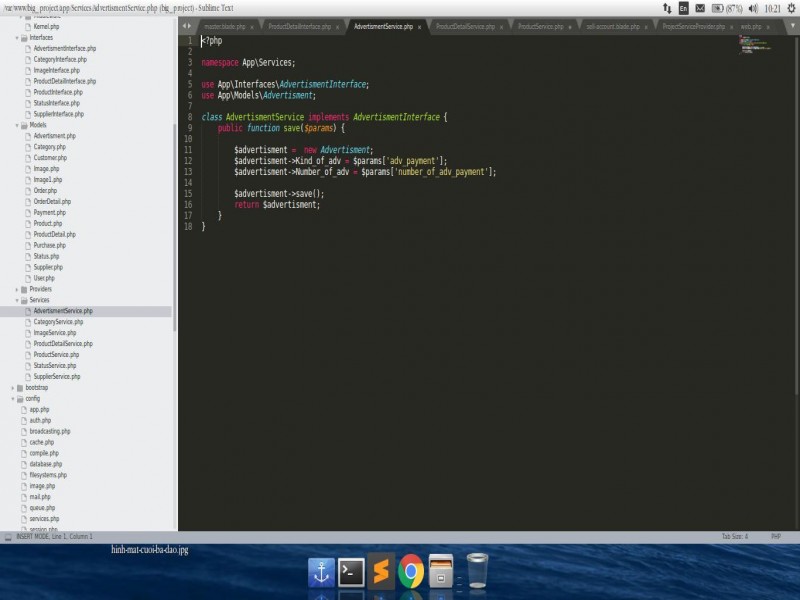 /var/www/big_project/app/Services/AdvertismentService.php (big_project) - Sublime Text
En
(87%)
10:21
Kernel.php
Interfaces
AdvertismentInterface.php
CategoryInterface.php
ImageInterface.php
ProductDetailInterface.php
ProductInterface.php
StatusInterface.php
SupplierInterface.php
Models
Advertisment.php
Category.php
Customer.php
Image.php
Image1.php
Order.php
OrderDetail.php
Payment.php
Product.php
ProductDetail.php
Purchase.php
Status.php
Supplier.php
User.php
Providers
Services
AdvertismentService.php
CategoryService.php
ImageService.php
ProductDetailService.php
ProductService.php
StatusService.php
SupplierService.php
bootstrap
config
app.php
auth.php
broadcasting.php
cache.php
compile.php
database.php
filesystems.php
image.php
mail.php
queue.php
services.php
session.php
master.blade.php
ProductDetailInterface.php
AdvertismentService.php
ProductDetailService.php
ProductService.php
sell-account.blade.php
ProjectServiceProvider.php
web.php
1 <?php
2
3 namespace App\Services;
4
5 use App\Interfaces\AdvertismentInterface;
6 use App\Models\Advertisment;
7
8 class AdvertismentService implements AdvertismentInterface {
9 public function save($params) {
10
11 $advertisment = new Advertisment;
12 $advertisment->Kind_of_adv = $params['adv_payment'];
13 $advertisment->Number_of_adv = $params['number_of_adv_payment'];
14
15 $advertisment->save();
16 return $advertisment;
17 }
18 }
INSERT MODE, Line 1, Column 1
Tab Size: 4
PHP
hinh-mat-cuoi-ba-dao.jpg